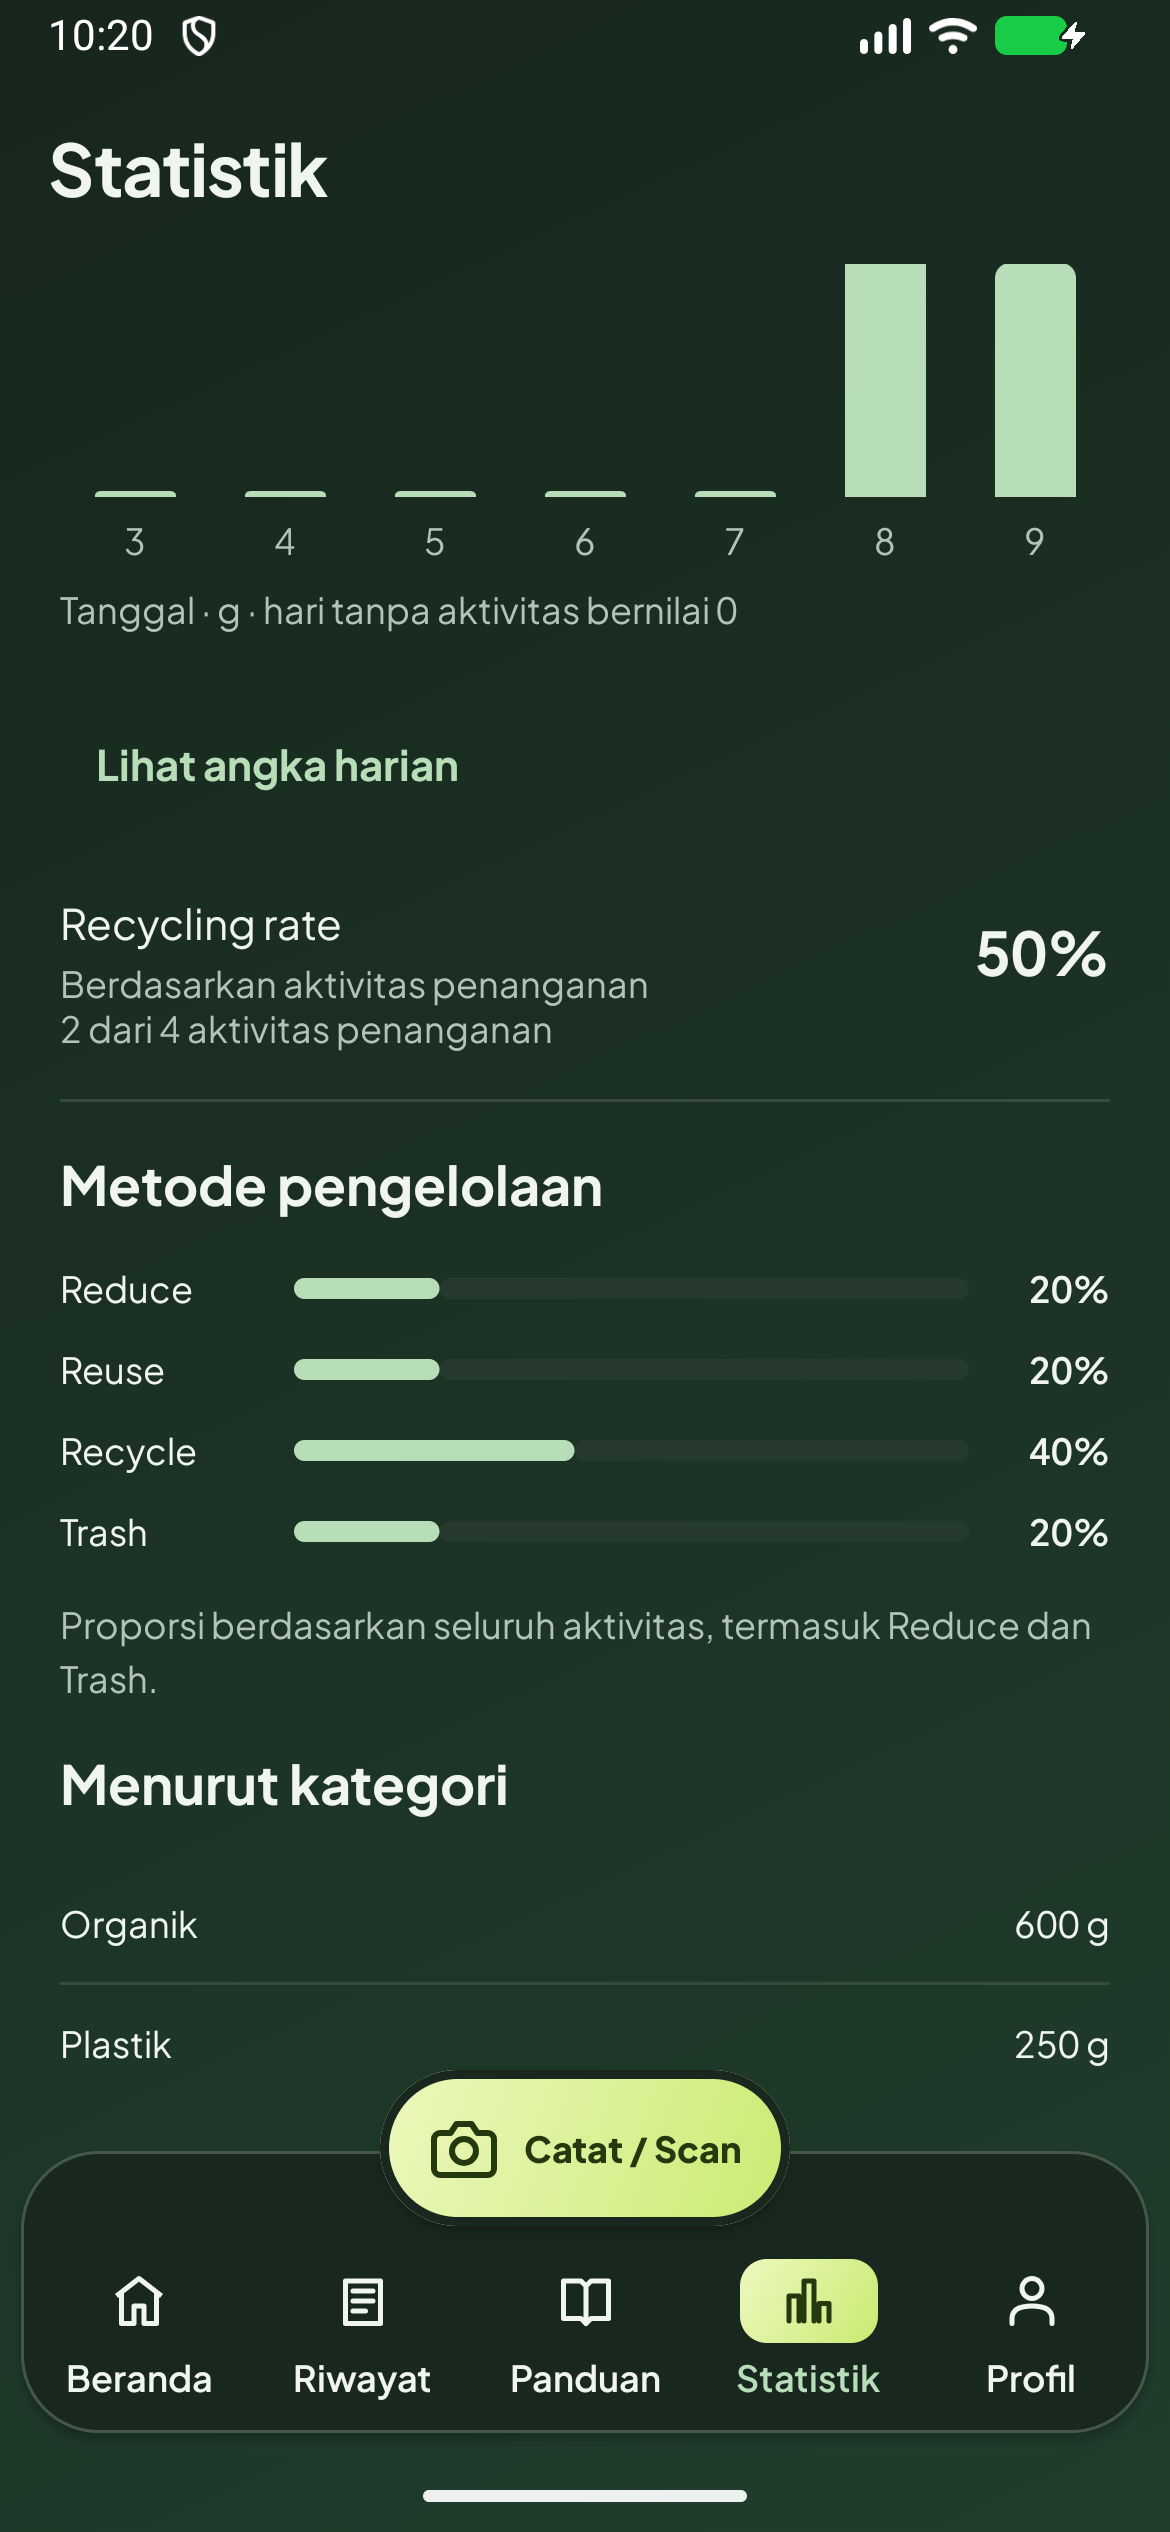 10:20
Statistik
3 4 5 6 7 8 9
Tanggal · g · hari tanpa aktivitas bernilai 0
Lihat angka harian
Recycling rate
50%
Berdasarkan aktivitas penanganan
2 dari 4 aktivitas penanganan
Metode pengelolaan
Reduce 20%
Reuse 20%
Recycle 40%
Trash 20%
Proporsi berdasarkan seluruh aktivitas, termasuk Reduce dan
Trash.
Menurut kategori
Organik 600 g
Plastik 250 g
Catat / Scan
Beranda Riwayat Panduan Statistik Profil